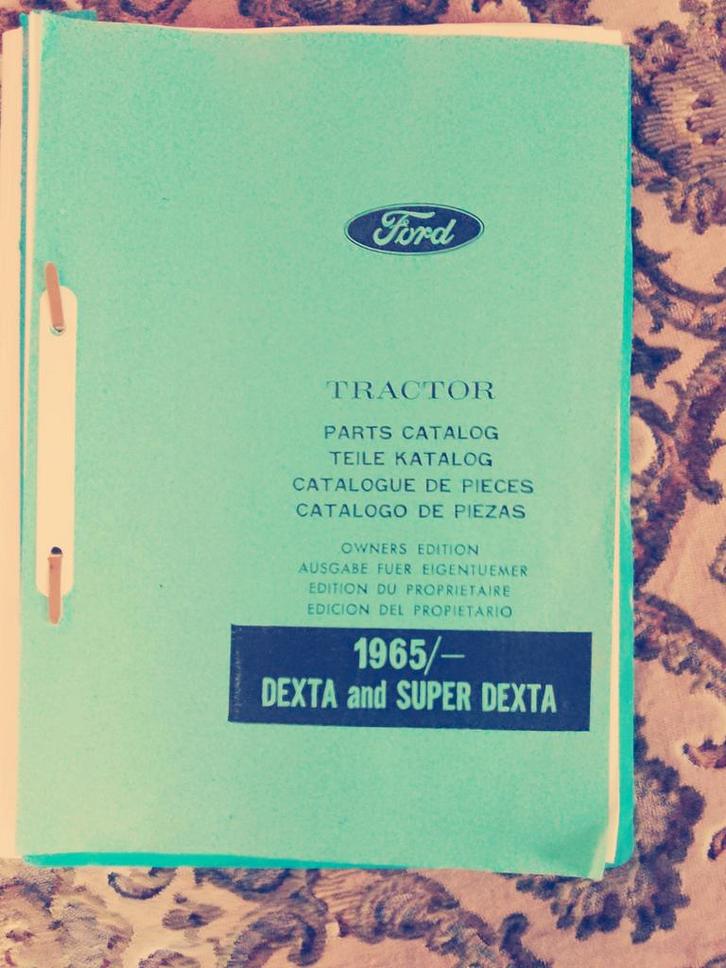 Ford
TRACTOR
PARTS CATALOG
TEILE KATALOG
CATALOGUE DE PIECES
CATALOGO DE PIEZAS
OWNERS EDITION
AUSGABE FUER EIGENTUEMER
EDITION DU PROPRIETAIRE
EDICION DEL PROPIETARIO
1965/—
DEXTA and SUPER DEXTA